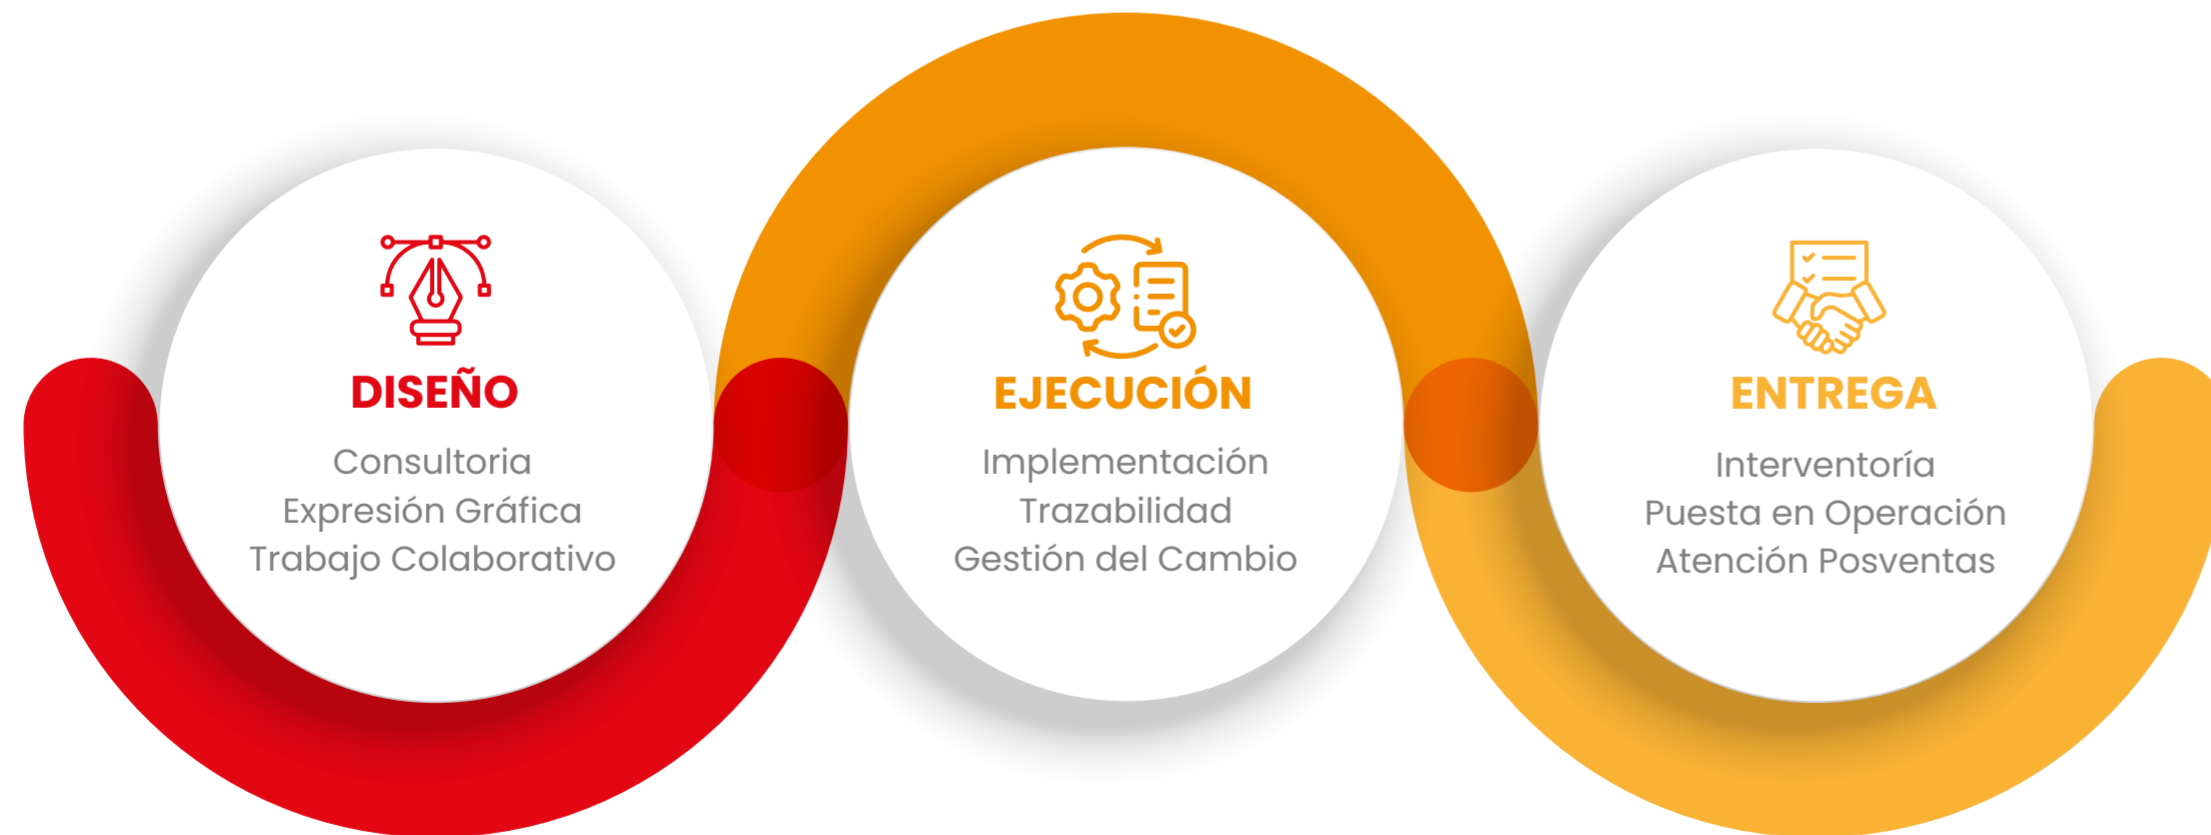 DISEÑO
Consultoria
Expresión Gráfica
Trabajo Colaborativo
EJECUCIÓN
Implementación
Trazabilidad
Gestión del Cambio
ENTREGA
Interventoría
Puesta en Operación
Atención Posventas